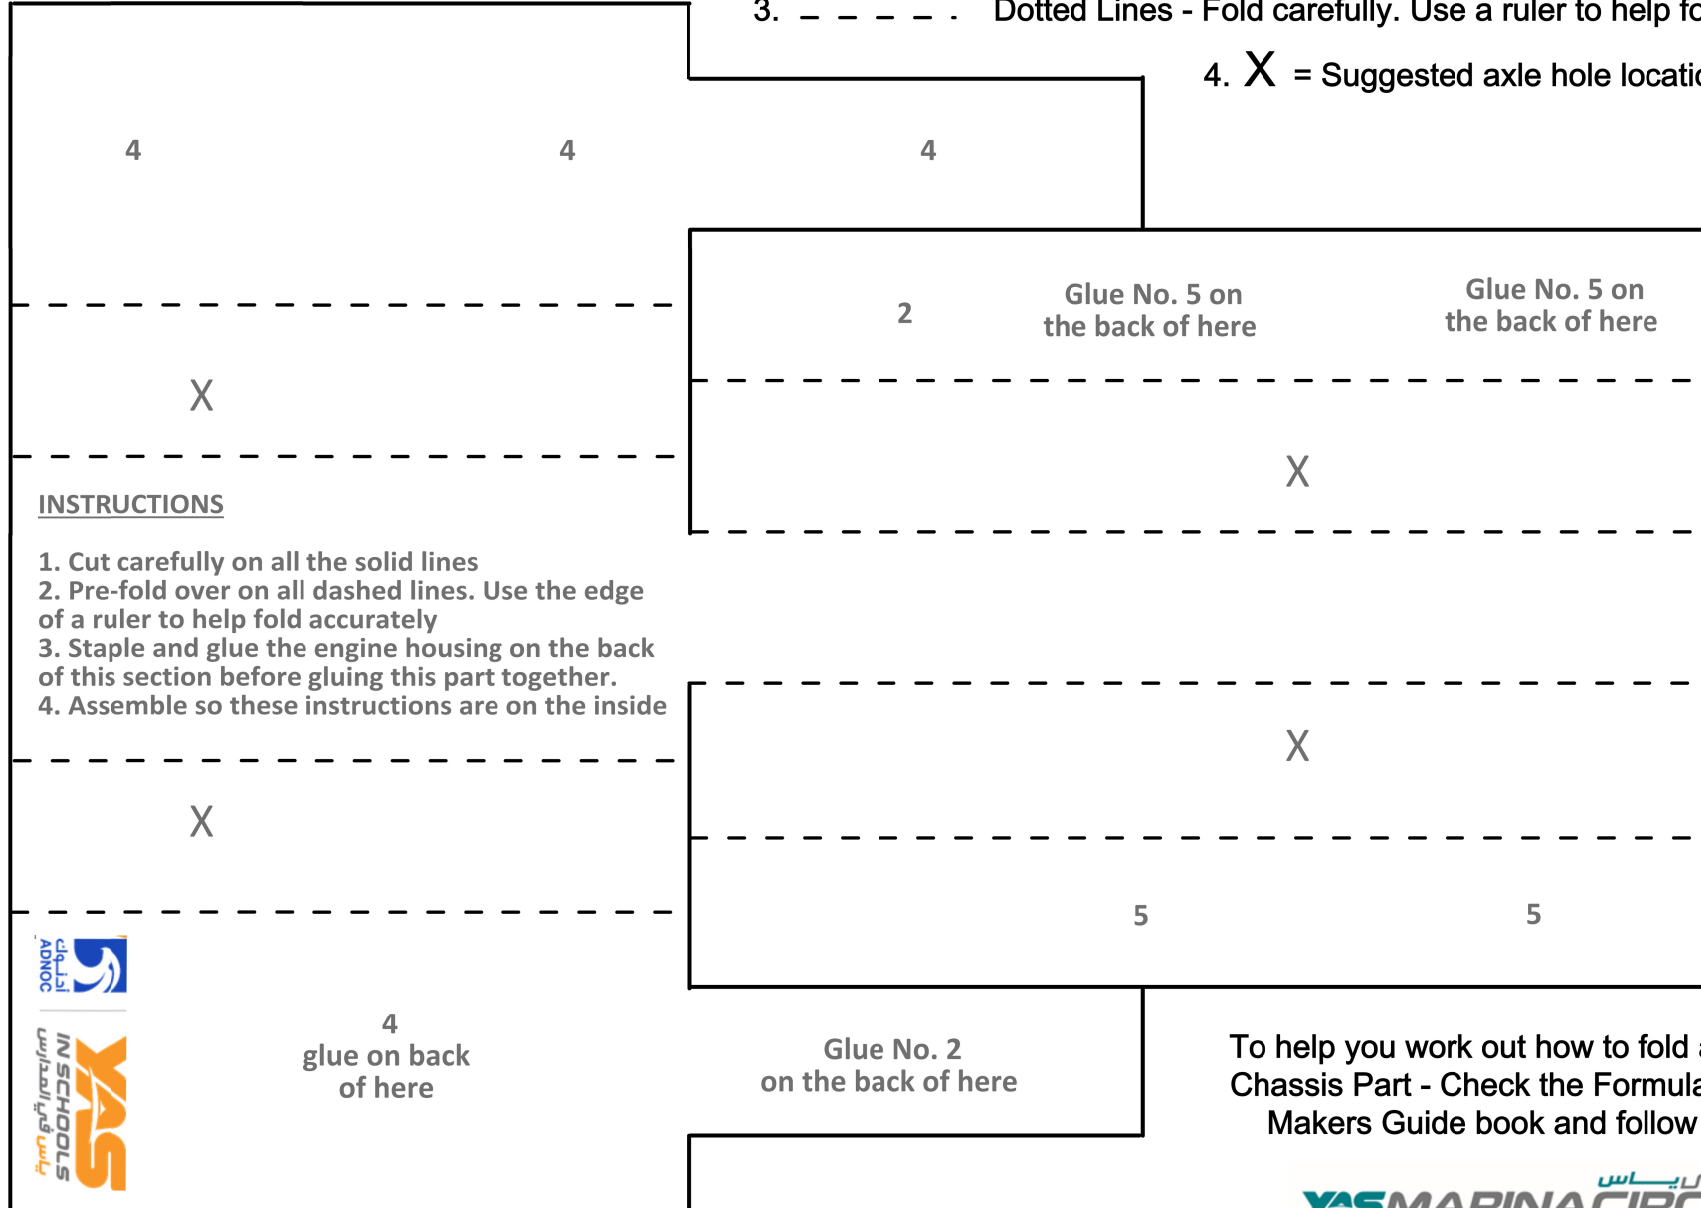 3. Dotted Lines - Fold carefully. Use a ruler to help
4. X = Suggested axle hole
4 4 4
2
Glue No. 5 on
the back of here
Glue No. 5 on
the back of here
X
X
INSTRUCTIONS
1. Cut carefully on all the solid lines
2. Pre-fold over on all dashed lines. Use the edge
of a ruler to help fold accurately
3. Staple and glue the engine housing on the back
of this section before gluing this part together.
4. Assemble so these instructions are on the inside
X
X
5 5
أدنوك
ADNOC
YAS
IN SCHOOLS
ياس في المدارس
4
glue on back
of here
Glue No. 2
on the back of here
To help you work out how to fold
Chassis Part - Check the Formula
Makers Guide book and follow
ياس
YAS MARINA